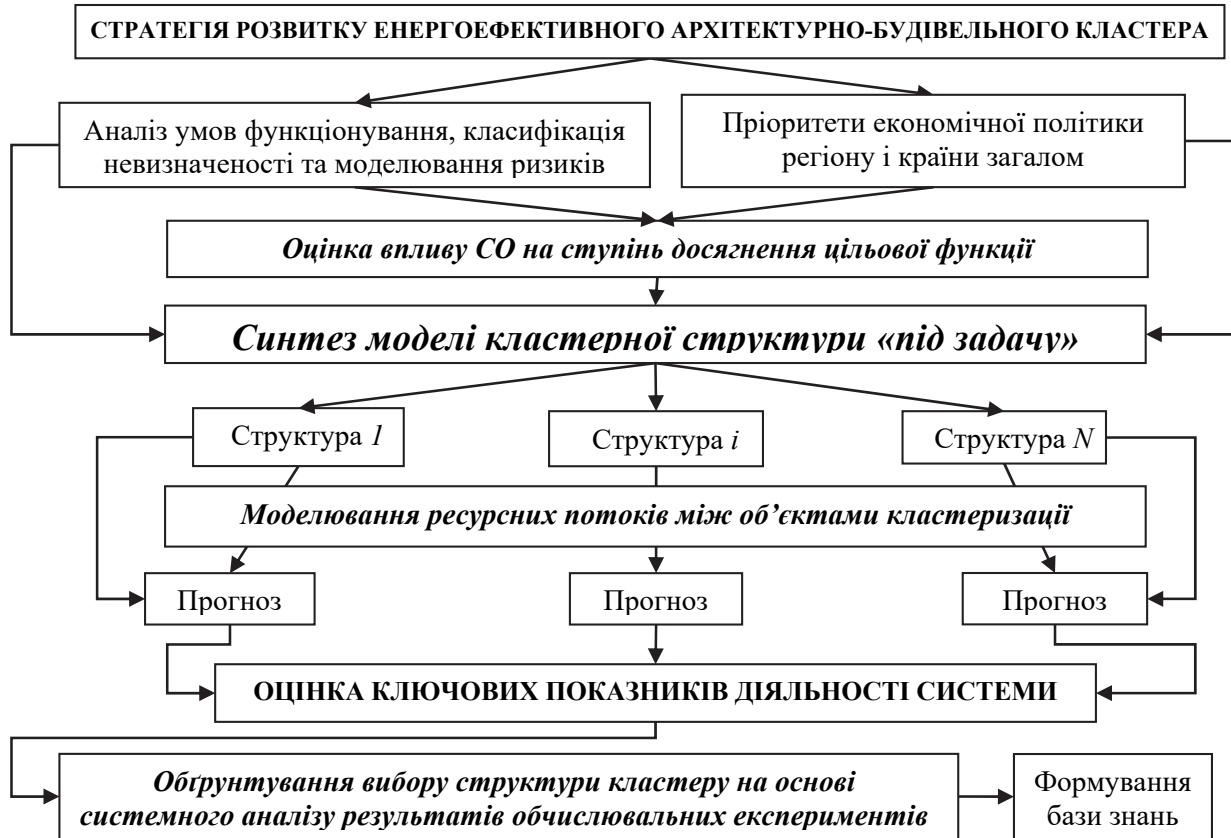 СТРАТЕГІЯ РОЗВИТКУ ЕНЕРГОЕФЕКТИВНОГО АРХІТЕКТУРНО-БУДІВЕЛЬНОГО КЛАСТЕРА
Аналіз умов функціонування, класифікація
невизначеності та моделювання ризиків
Пріоритети економічної політики
регіону і країни загалом
Оцінка впливу СО на ступінь досягнення цільової функції
Синтез моделі кластерної структури «під задачу»
Структура 1
Структура i
Структура N
Моделювання ресурсних потоків між об’єктами кластеризації
Прогноз
Прогноз
Прогноз
ОЦІНКА КЛЮЧОВИХ ПОКАЗНИКІВ ДІЯЛЬНОСТІ СИСТЕМИ
Обґрунтування вибору структури кластеру на основі
системного аналізу результатів обчислювальних експериментів
Формування
бази знань